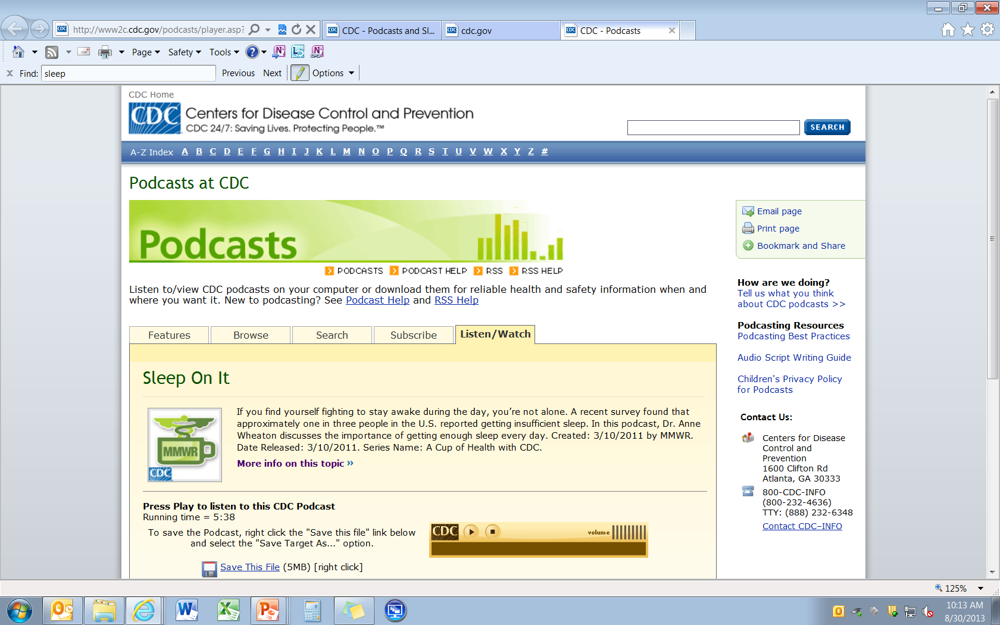 http://www2c.cdc.gov/podcasts/player.asp?
CDC - Podcasts and Sl...
cdc.gov
CDC - Podcasts
Page
Safety
Tools
Find:
sleep
Previous
Next
Options
CDC Home
CDC
Centers for Disease Control and Prevention
CDC 24/7: Saving Lives. Protecting People.™
SEARCH
A-Z Index A B C D E F G H I J K L M N O P Q R S T U V W X Y Z #
Podcasts at CDC
Podcasts
PODCASTS PODCAST HELP RSS RSS HELP
Listen to/view CDC podcasts on your computer or download them for reliable health and safety information when and
where you want it. New to podcasting? See Podcast Help and RSS Help
Features
Browse
Search
Subscribe
Listen/Watch
Sleep On It
MMWR
CDC
If you find yourself fighting to stay awake during the day, you’re not alone. A recent survey found that
approximately one in three people in the U.S. reported getting insufficient sleep. In this podcast, Dr. Anne
Wheaton discusses the importance of getting enough sleep every day. Created: 3/10/2011 by MMWR.
Date Released: 3/10/2011. Series Name: A Cup of Health with CDC.
More info on this topic »
Press Play to listen to this CDC Podcast
Running time = 5:38
To save the Podcast, right click the "Save this file" link below
and select the "Save Target As..." option.
Save This File (5MB) [right click]
CDC
volume
Email page
Print page
Bookmark and Share
How are we doing?
Tell us what you think
about CDC podcasts >>
Podcasting Resources
Podcasting Best Practices
Audio Script Writing Guide
Children's Privacy Policy
for Podcasts
Contact Us:
Centers for Disease
Control and
Prevention
1600 Clifton Rd
Atlanta, GA 30333
800-CDC-INFO
(800-232-4636)
TTY: (888) 232-6348
Contact CDC–INFO
125%
10:13 AM
8/30/2013